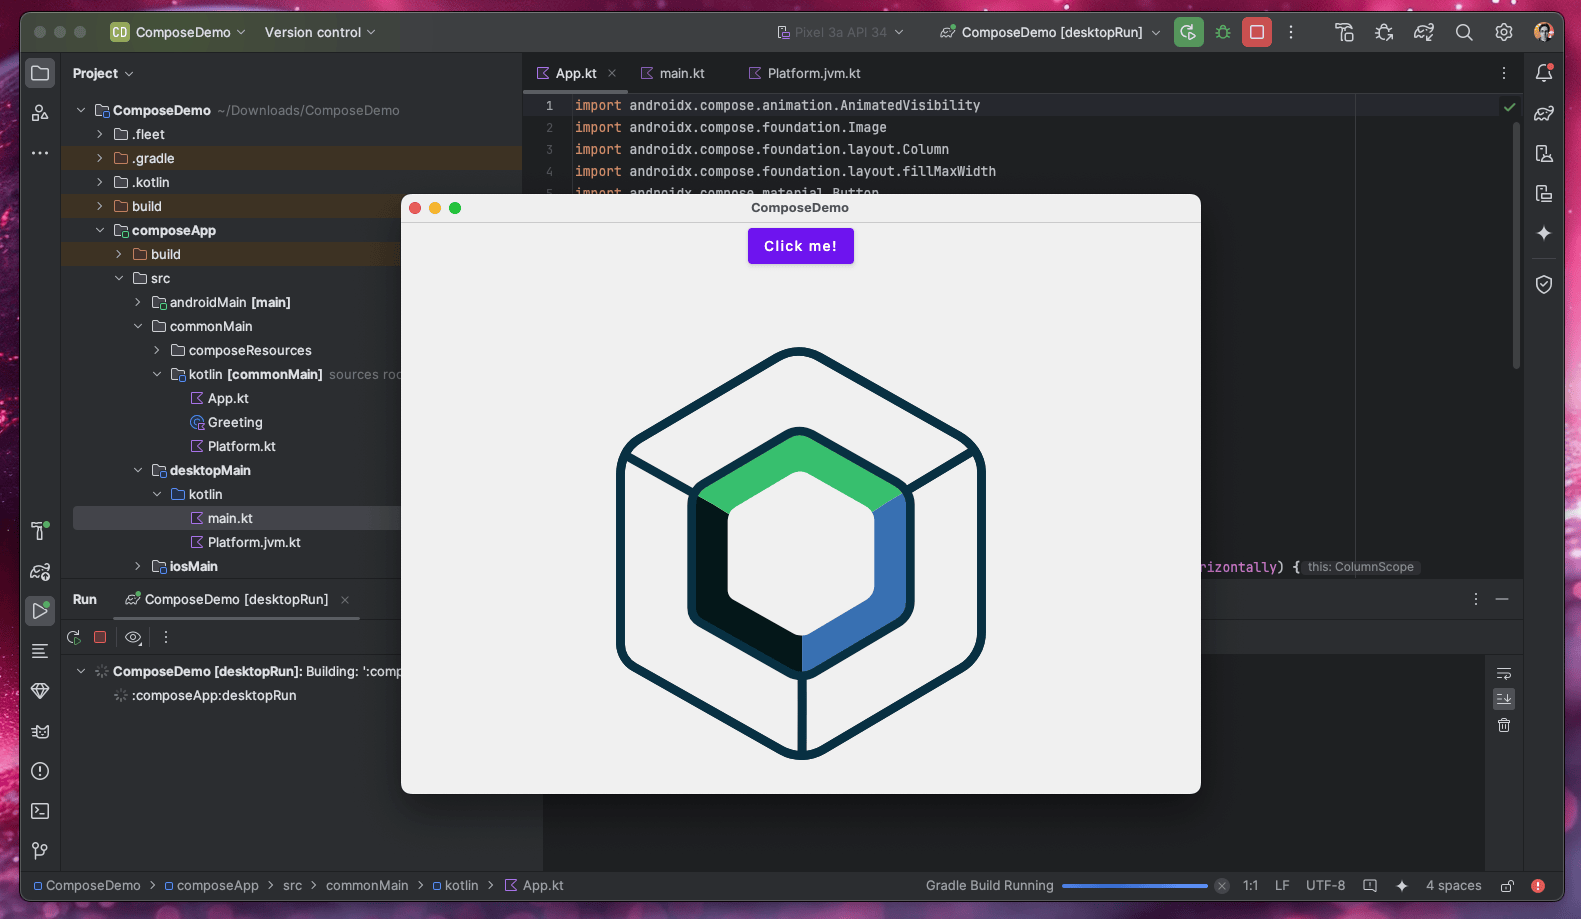 CD ComposeDemo Version control Pixel 3a API 34 ComposeDemo [desktopRun]
Project
App.kt main.kt Platform.jvm.kt
ComposeDemo ~/Downloads/ComposeDemo
.fleet
.gradle
.kotlin
build
composeApp
build
src
androidMain [main]
commonMain
composeResources
kotlin [commonMain] sources roo
App.kt
Greeting
Platform.kt
desktopMain
kotlin
main.kt
Platform.jvm.kt
iosMain
1 import androidx.compose.animation.AnimatedVisibility
2 import androidx.compose.foundation.Image
3 import androidx.compose.foundation.layout.Column
4 import androidx.compose.foundation.layout.fillMaxWidth
5 import androidx.compose.material.Button
rizontally) { this: ColumnScope
ComposeDemo
Click me!
Run ComposeDemo [desktopRun]
ComposeDemo [desktopRun]: Building: ':comp
:composeApp:desktopRun
ComposeDemo > composeApp > src > commonMain > kotlin > App.kt
Gradle Build Running 1:1 LF UTF-8 4 spaces